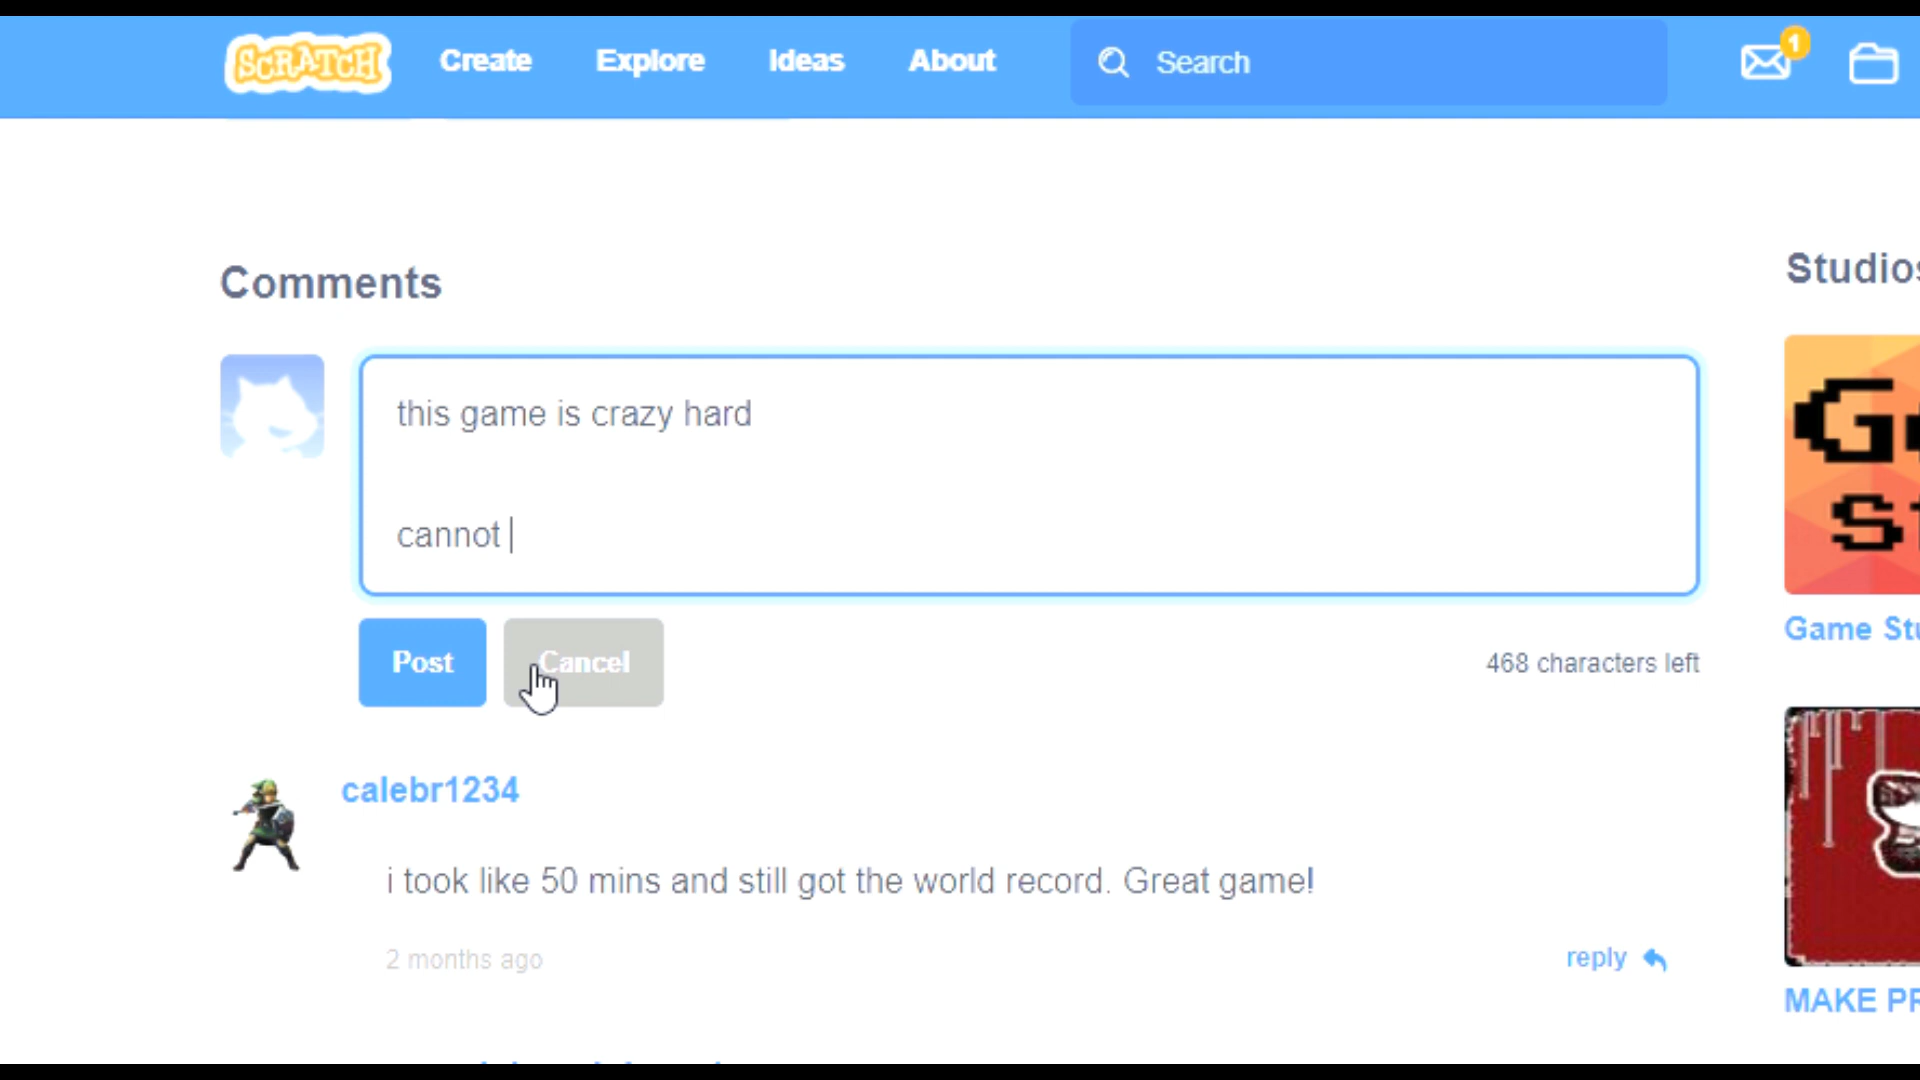 SCRATCH Create Explore Ideas About Search 1
Comments
Studios
this game is crazy hard
cannot
Post Cancel 468 characters left
Game Stu
calebr1234
i took like 50 mins and still got the world record. Great game!
2 months ago reply
MAKE PR